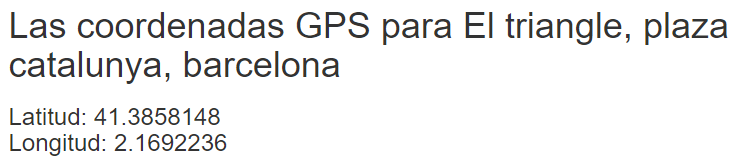 Las coordenadas GPS para El triangle, plaza
catalunya, barcelona
Latitud: 41.3858148
Longitud: 2.1692236